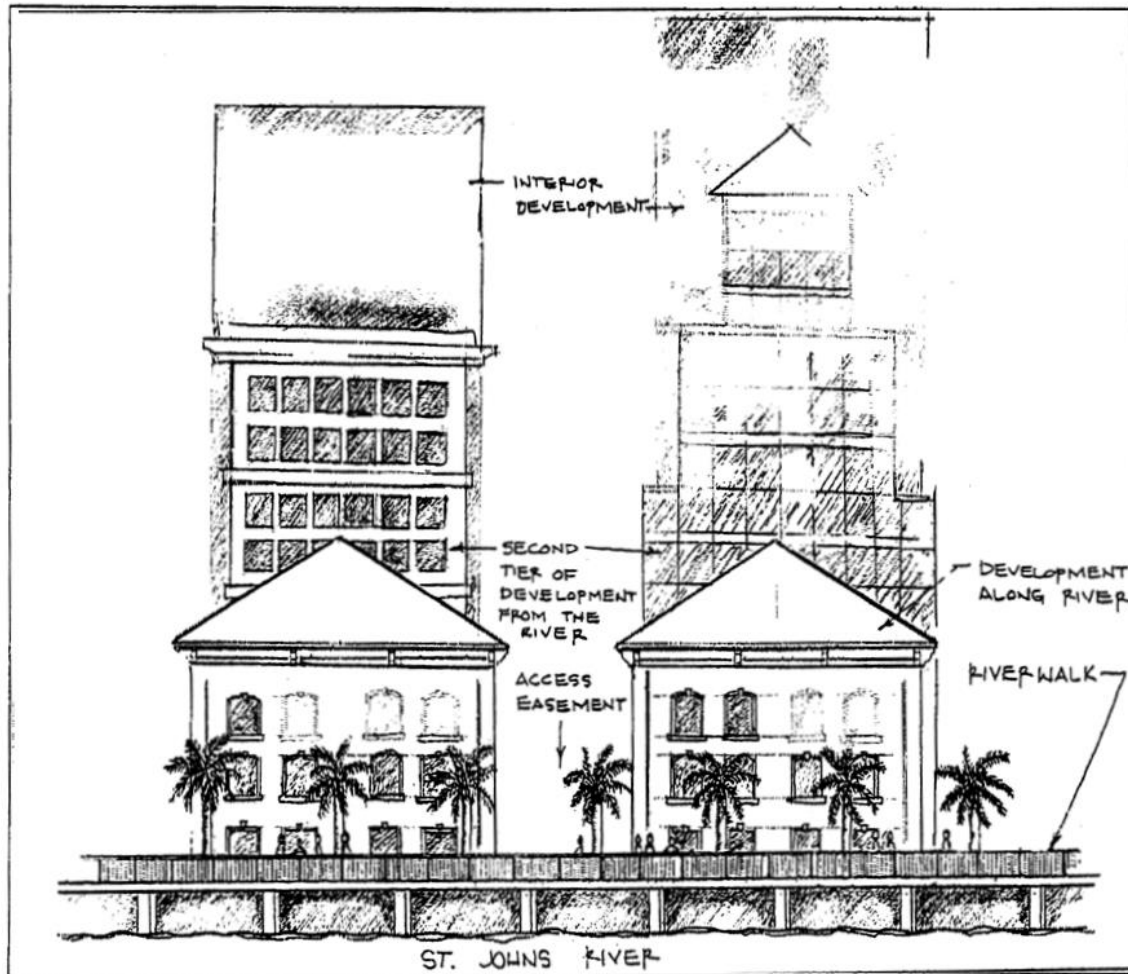 INTERIOR
DEVELOPMENT
SECOND
TIER OF
DEVELOPMENT
FROM THE
RIVER
DEVELOPMENT
ALONG RIVER
ACCESS
EASEMENT
RIVERWALK
ST. JOHNS RIVER